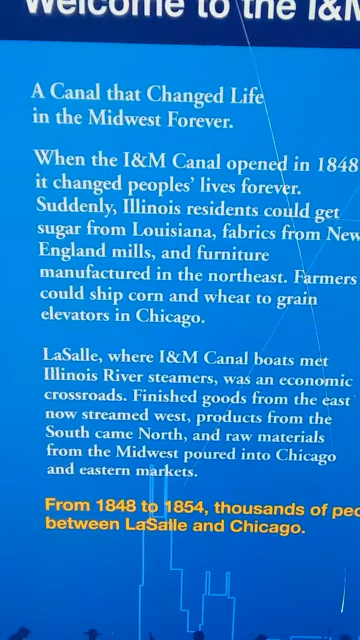 Welcome to the I&M
A Canal that Changed Life
in the Midwest Forever.
When the I&M Canal opened in 1848
it changed peoples' lives forever.
Suddenly, Illinois residents could get
sugar from Louisiana, fabrics from New
England mills, and furniture
manufactured in the northeast. Farmers
could ship corn and wheat to grain
elevators in Chicago.
LaSalle, where I&M Canal boats met
Illinois River steamers, was an economic
crossroads. Finished goods from the east
now streamed west, products from the
South came North, and raw materials
from the Midwest poured into Chicago
and eastern markets.
From 1848 to 1854, thousands of
between LaSalle and Chicago.